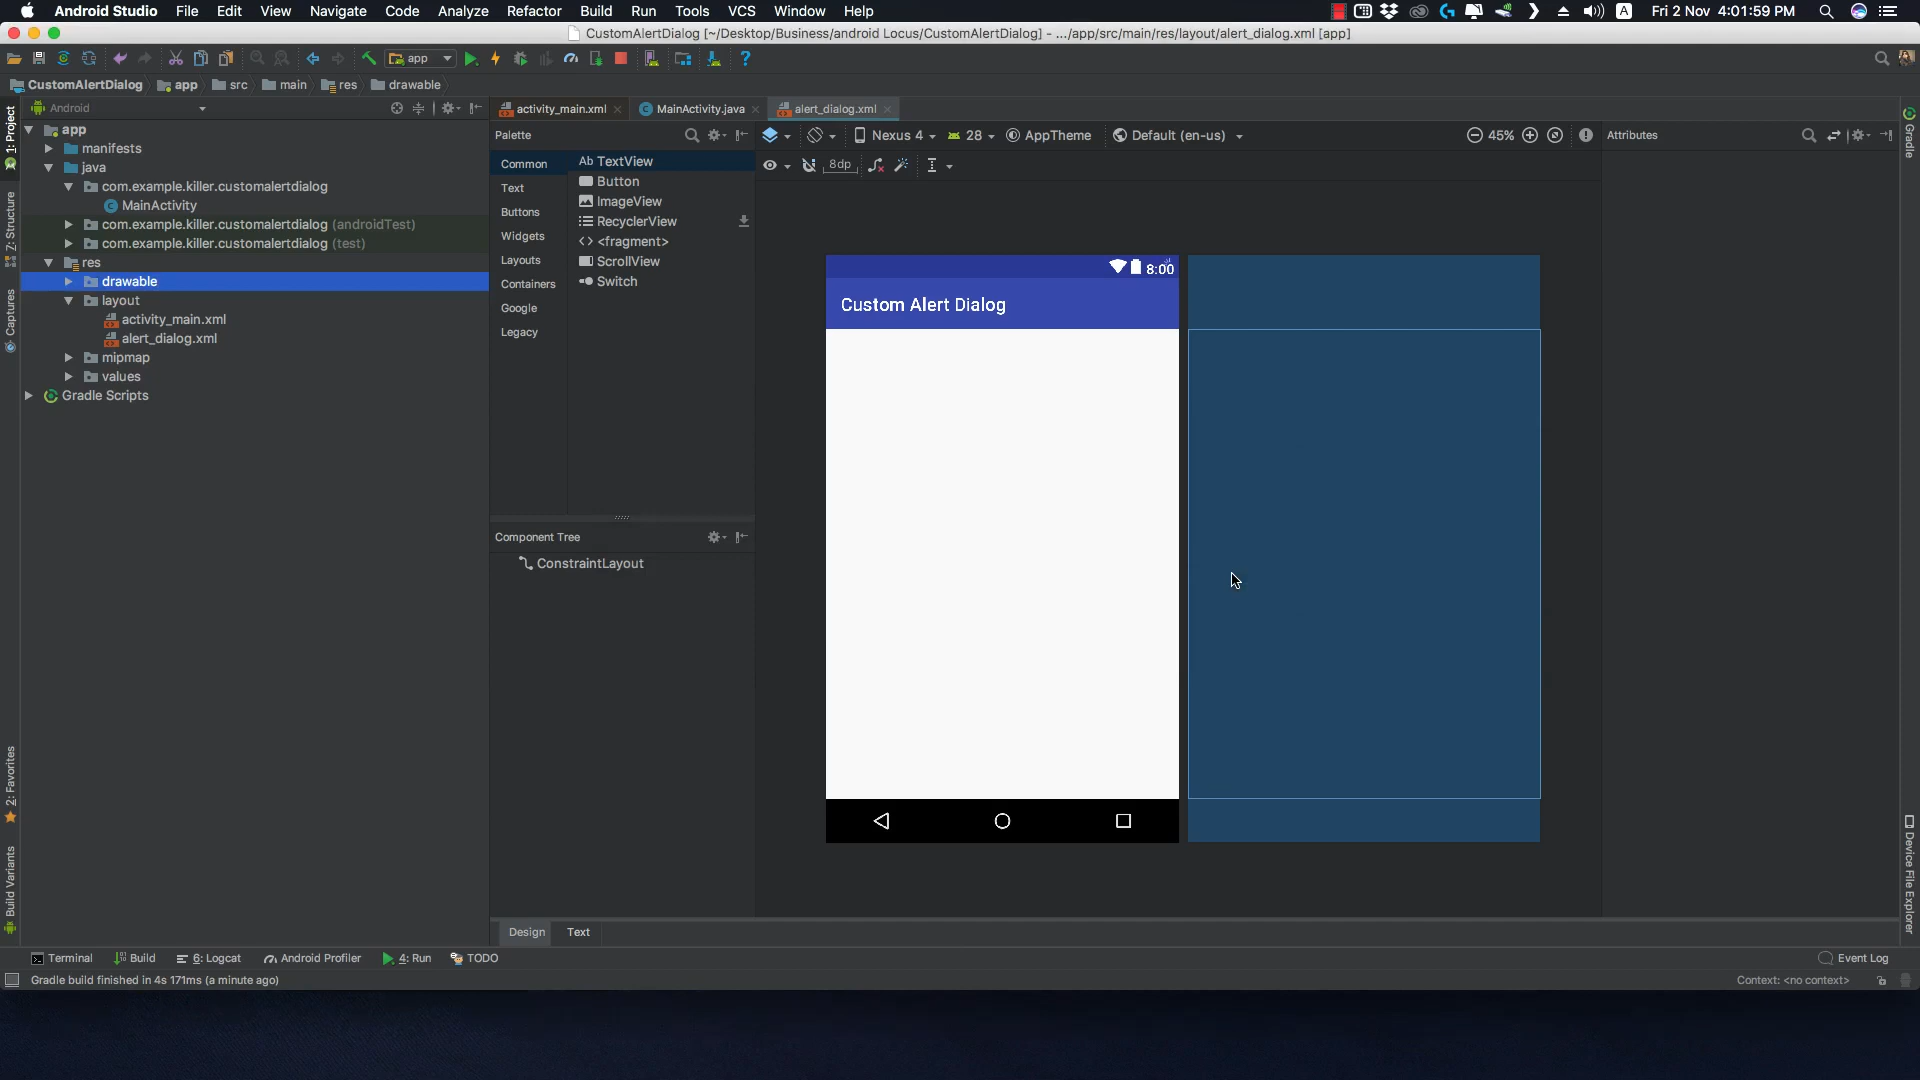 Android Studio File Edit View Navigate Code Analyze Refactor Build Run Tools VCS Window Help A Fri 2 Nov 4:01:59 PM
CustomAlertDialog [~/Desktop/Business/android Locus/CustomAlertDialog] - .../app/src/main/res/layout/alert_dialog.xml [app]
app
CustomAlertDialog app src main res drawable
Android
activity_main.xml MainActivity.java alert_dialog.xml
Palette
Nexus 4 28 AppTheme Default (en-us) 45%
Attributes
8dp
1: Project
Z: Structure
Captures
2: Favorites
Build Variants
app
manifests
java
com.example.killer.customalertdialog
MainActivity
com.example.killer.customalertdialog (androidTest)
com.example.killer.customalertdialog (test)
res
drawable
layout
activity_main.xml
alert_dialog.xml
mipmap
values
Gradle Scripts
Common
Text
Buttons
Widgets
Layouts
Containers
Google
Legacy
Ab TextView
Button
ImageView
RecyclerView
<> <fragment>
ScrollView
Switch
Component Tree
ConstraintLayout
8:00
Custom Alert Dialog
Gradle
Device File Explorer
Design Text
Terminal Build 6: Logcat Android Profiler 4: Run TODO Event Log
Gradle build finished in 4s 171ms (a minute ago) Context: <no context>